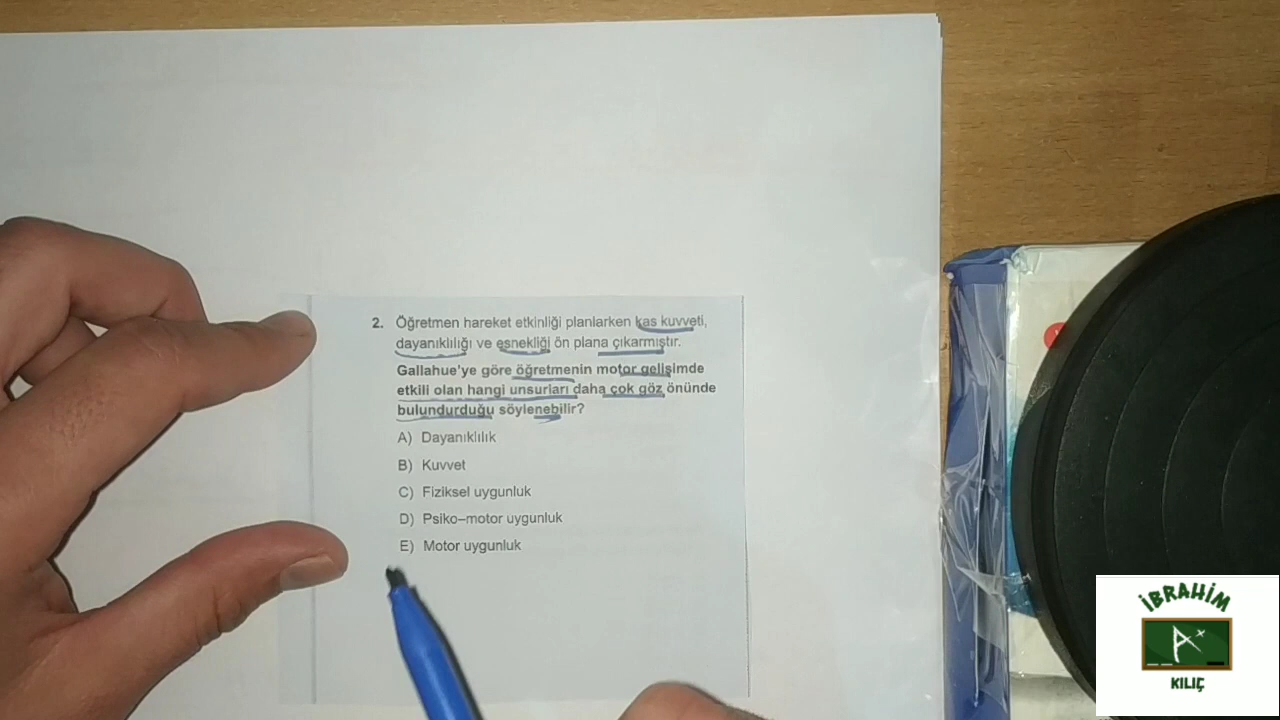 2. Öğretmen hareket etkinliği planlarken kas kuvveti,
dayanıklılığı ve esnekliği ön plana çıkarmıştır.
Gallahue'ye göre öğretmenin motor gelişimde
etkili olan hangi unsurları daha çok göz önünde
bulundurduğu söylenebilir?
A) Dayanıklılık
B) Kuvvet
C) Fiziksel uygunluk
D) Psiko–motor uygunluk
E) Motor uygunluk
İBRAHİM
A+
KILIÇ